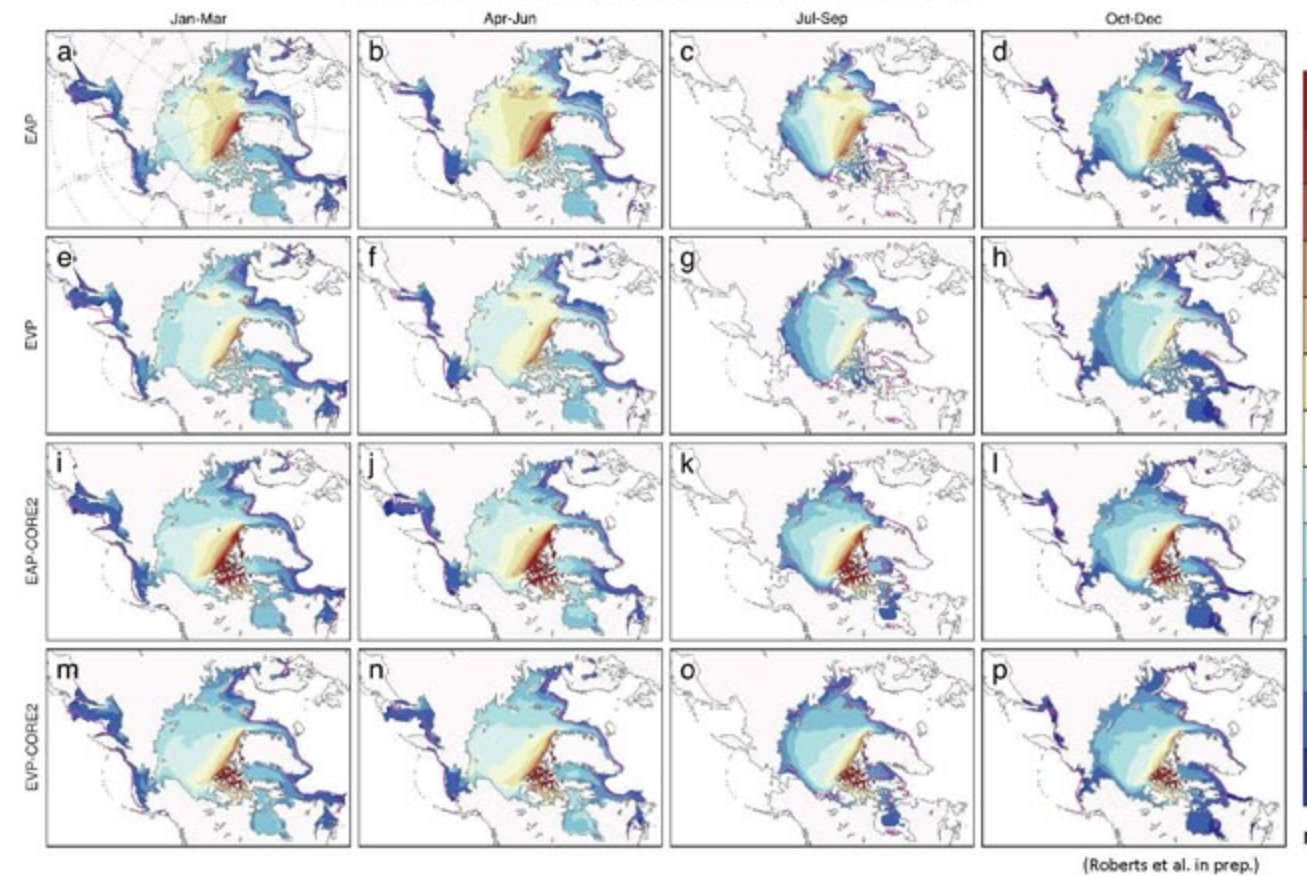 Jan-Mar Apr-Jun Jul-Sep Oct-Dec
EAP
a b c d
EVP
e f g h
EAP-CORE2
i j k l
EVP-CORE2
m n o p
(Roberts et al. in prep.)